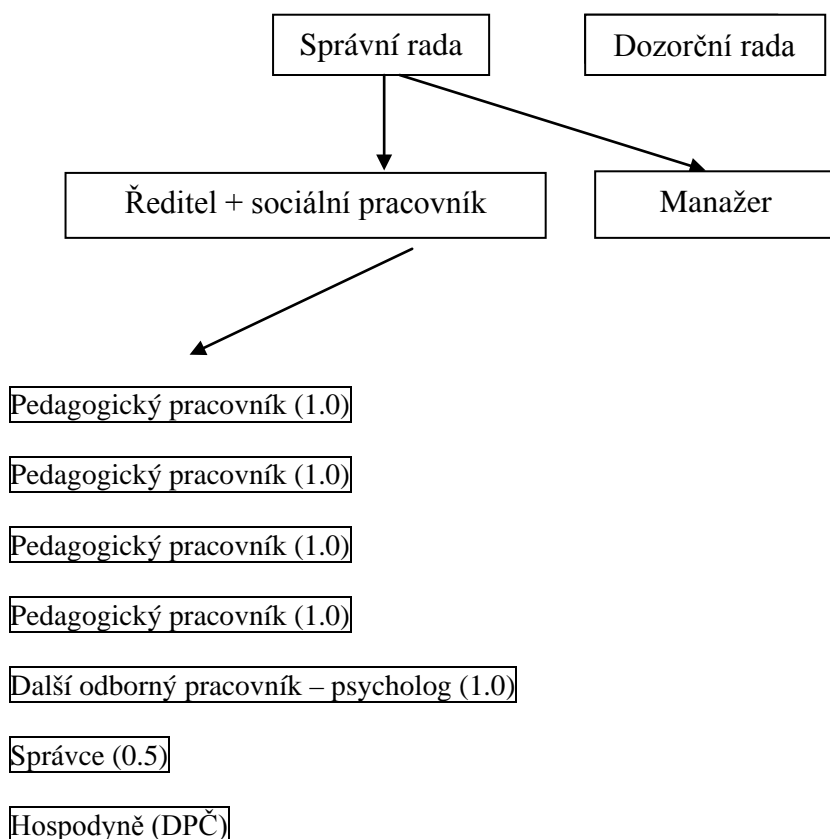 Správní rada
Dozorční rada
Ředitel + sociální pracovník
Manažer
Pedagogický pracovník (1.0)
Pedagogický pracovník (1.0)
Pedagogický pracovník (1.0)
Pedagogický pracovník (1.0)
Další odborný pracovník – psycholog (1.0)
Správce (0.5)
Hospodyně (DPČ)